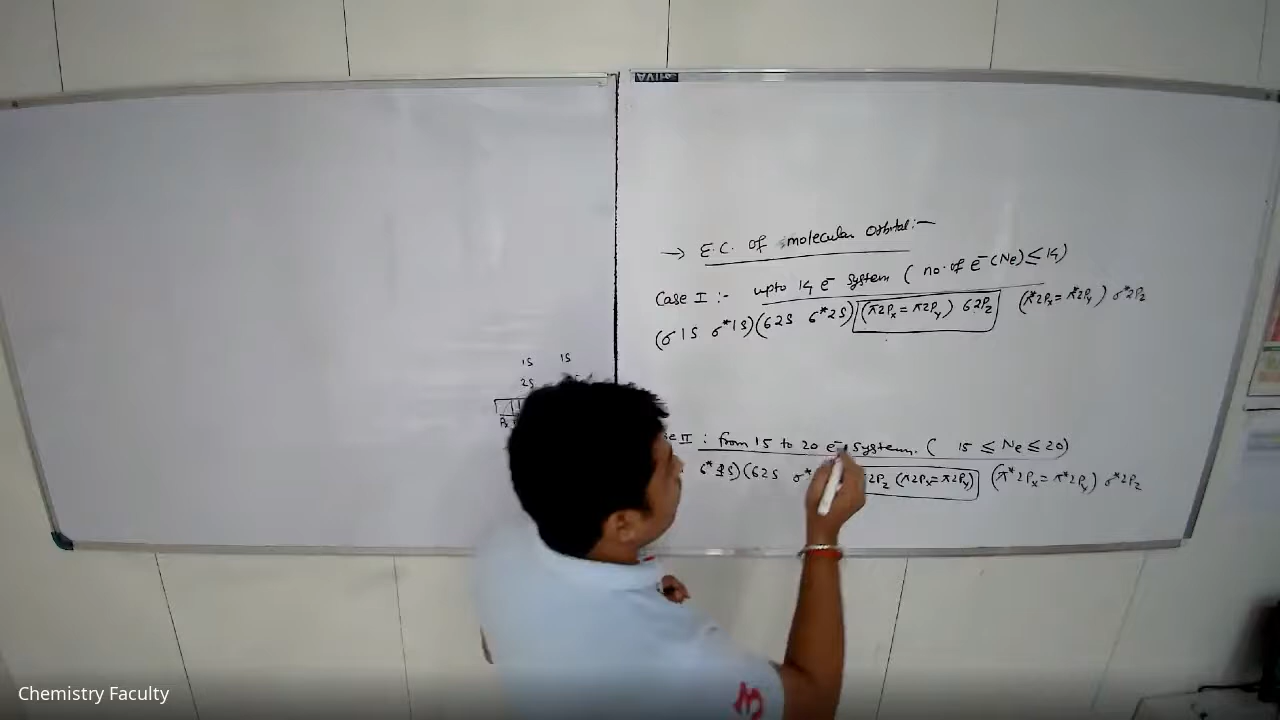 → E.C. of molecular Orbital:-
Case I :- upto 14 e⁻ system ( no. of e⁻ (Ne) ≤ 14)
(σ1S σ*1S)(σ2S σ*2S) (π2Px = π2Py) σ2Pz (π*2Px = π*2Py) σ*2Pz
1S 1S
2S
II : from 15 to 20 e⁻ system. ( 15 ≤ Ne ≤ 20)
σ*1S)(σ2S σ* 2Pz (π2Px = π2Py) (π*2Px = π*2Py) σ*2Pz
Chemistry Faculty